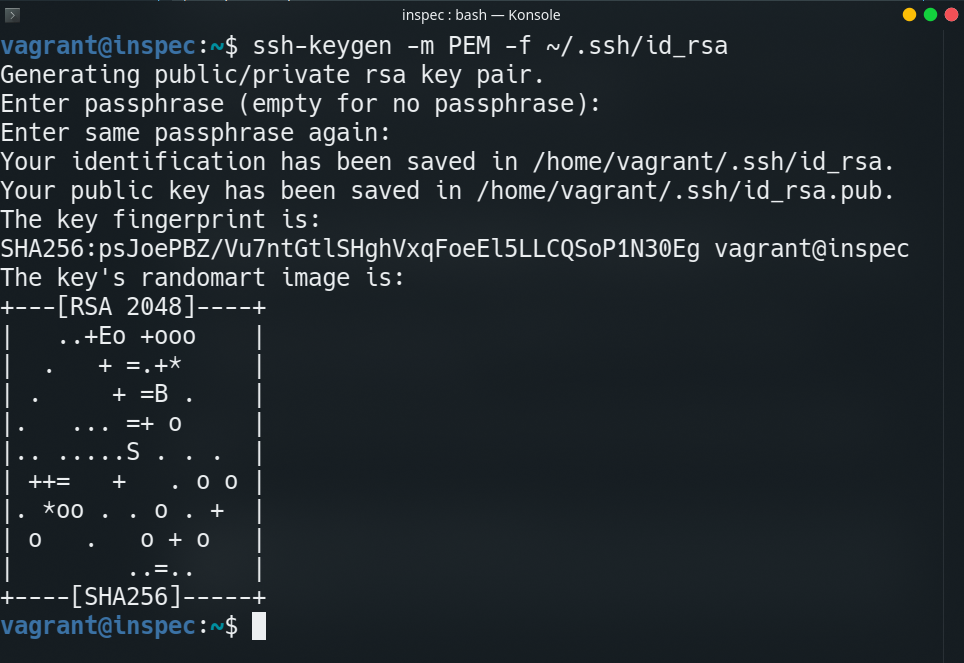 inspec : bash — Konsole
vagrant@inspec:~$ ssh-keygen -m PEM -f ~/.ssh/id_rsa
Generating public/private rsa key pair.
Enter passphrase (empty for no passphrase):
Enter same passphrase again:
Your identification has been saved in /home/vagrant/.ssh/id_rsa.
Your public key has been saved in /home/vagrant/.ssh/id_rsa.pub.
The key fingerprint is:
SHA256:psJoePBZ/Vu7ntGtlSHghVxqFoeEl5LLCQSoP1N30Eg vagrant@inspec
The key's randomart image is:
+---[RSA 2048]----+
|   ..+Eo +ooo    |
|  .   + =.+*     |
| .     + =B .    |
|.   ... =+ o     |
|.. .....S . . .  |
| ++=   +   . o o |
|. *oo . . o . +  |
| o   .   o + o   |
|        ..=..    |
+----[SHA256]-----+
vagrant@inspec:~$